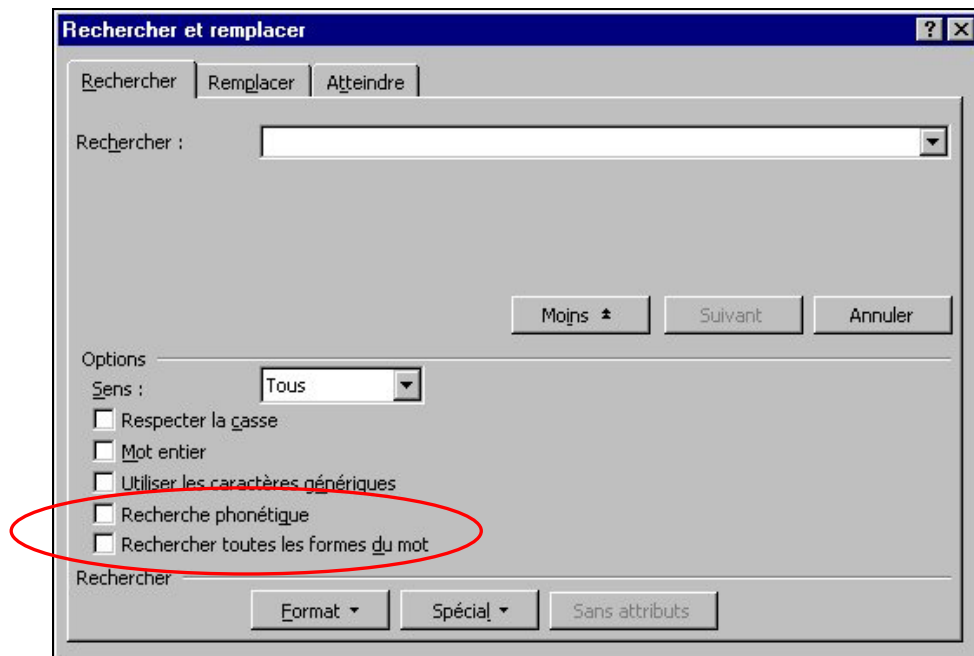 Rechercher et remplacer
Rechercher Remplacer Atteindre
Rechercher :
Moins Suivant Annuler
Options
Sens : Tous
Respecter la casse
Mot entier
Utiliser les caractères génériques
Recherche phonétique
Rechercher toutes les formes du mot
Rechercher
Format Spécial Sans attributs